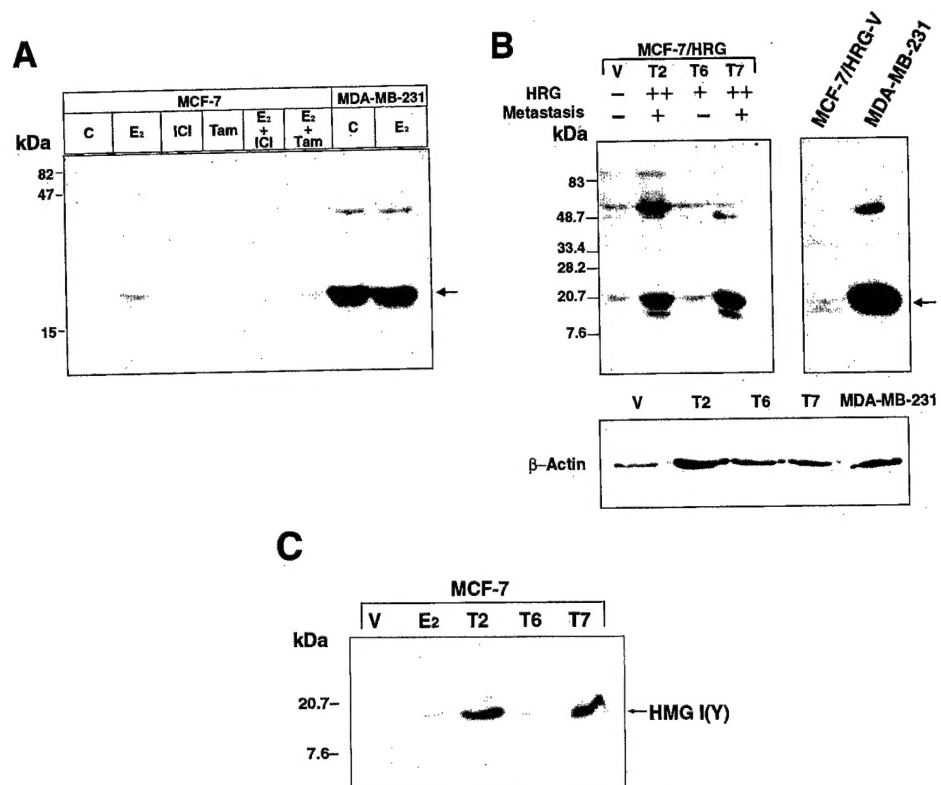 A
MCF-7 MDA-MB-231
C E2 ICI Tam E2 + ICI E2 + Tam C E2
kDa
82
47
15
B
MCF-7/HRG
V T2 T6 T7
HRG – ++ + ++
Metastasis – + – +
kDa
83
48.7
33.4
28.2
20.7
7.6
MCF-7/HRG-V
MDA-MB-231
V T2 T6 T7 MDA-MB-231
β–Actin
C
MCF-7
V E2 T2 T6 T7
kDa
20.7
7.6
HMG I(Y)